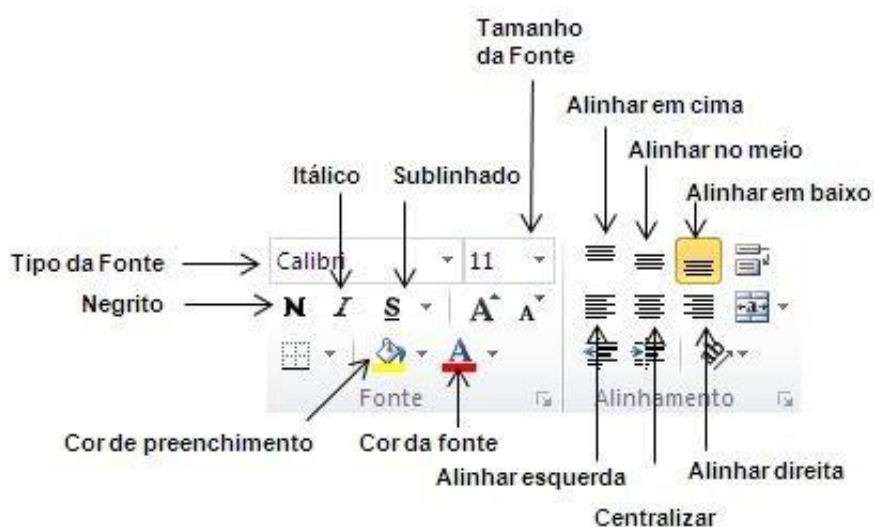 Tamanho
da Fonte
Alinhar em cima
Alinhar no meio
Itálico Sublinhado
Alinhar em baixo
Tipo da Fonte
Calibri 11
Negrito
N I S A A a
ab
A
Fonte Alinhamento
Cor de preenchimento Cor da fonte
Alinhar esquerda Alinhar direita
Centralizar